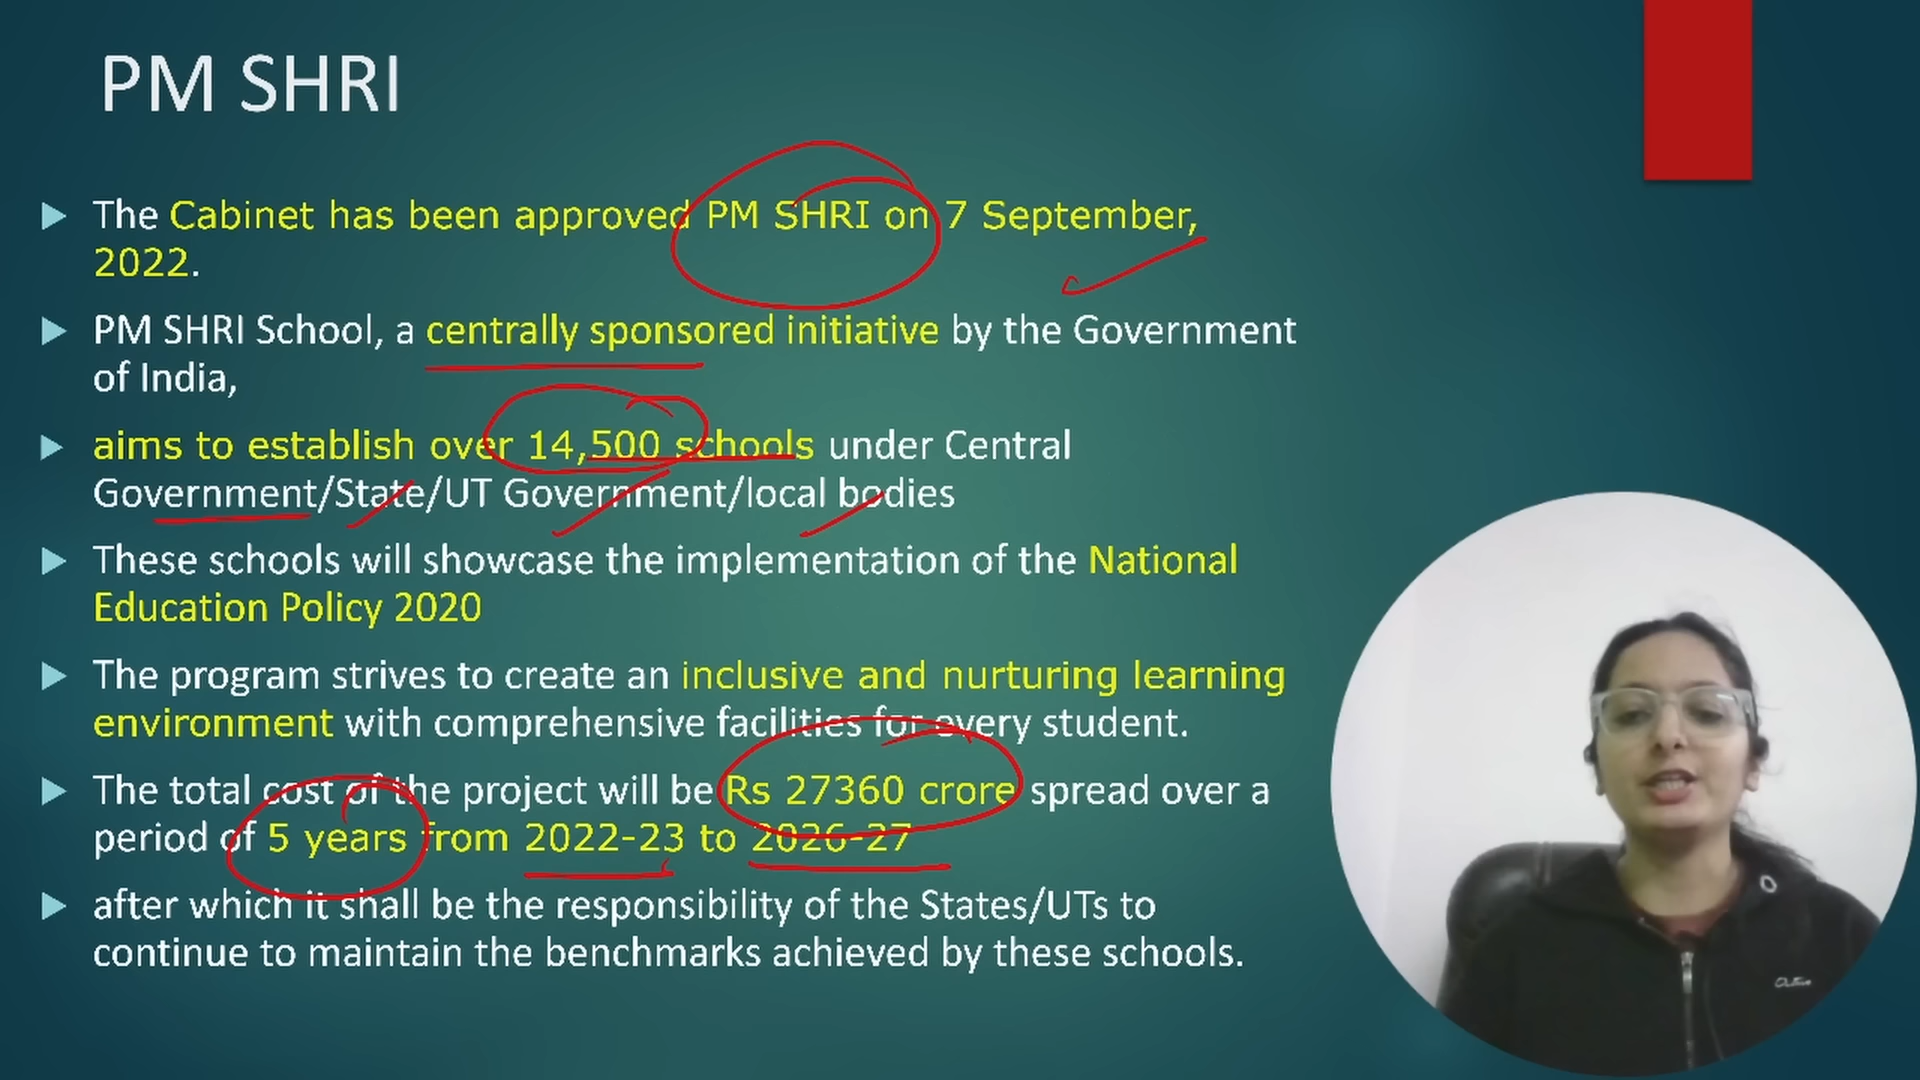 PM SHRI
The Cabinet has been approved PM SHRI on 7 September,
2022.
PM SHRI School, a centrally sponsored initiative by the Government
of India,
aims to establish over 14,500 schools under Central
Government/State/UT Government/local bodies
These schools will showcase the implementation of the National
Education Policy 2020
The program strives to create an inclusive and nurturing learning
environment with comprehensive facilities for every student.
The total cost of the project will be Rs 27360 crore spread over a
period of 5 years from 2022-23 to 2026-27
after which it shall be the responsibility of the States/UTs to
continue to maintain the benchmarks achieved by these schools.